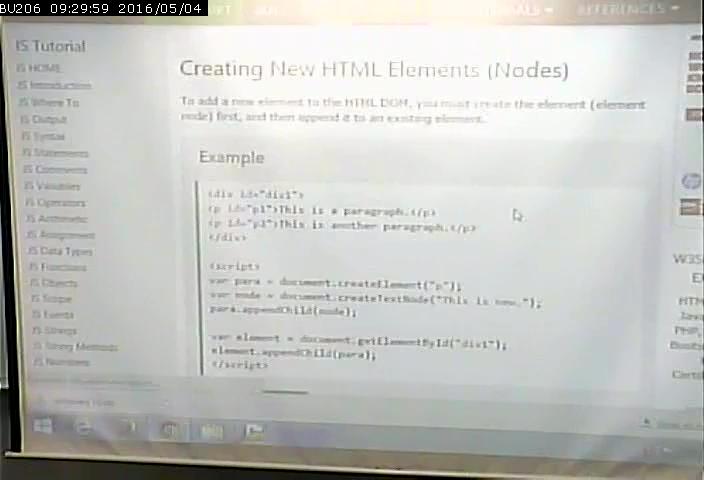 BU206 09:29:59 2016/05/04
REFERENCES
JS Tutorial
JS HOME
JS Introduction
JS Where To
JS Output
JS Syntax
JS Statements
JS Comments
JS Variables
JS Operators
JS Arithmetic
JS Assignment
JS Data Types
JS Functions
JS Objects
JS Scope
JS Events
JS Strings
JS String Methods
JS Numbers
Creating New HTML Elements (Nodes)
To add a new element to the HTML DOM, you must create the element (element
node) first, and then append it to an existing element.
Example
<div id="div1">
<p id="p1">This is a paragraph.</p>
<p id="p2">This is another paragraph.</p>
</div>
<script>
var para = document.createElement("p");
var node = document.createTextNode("This is new.");
para.appendChild(node);
var element = document.getElementById("div1");
element.appendChild(para);
</script>
W3S
HTM
Java
PHP,
Boots
Certi